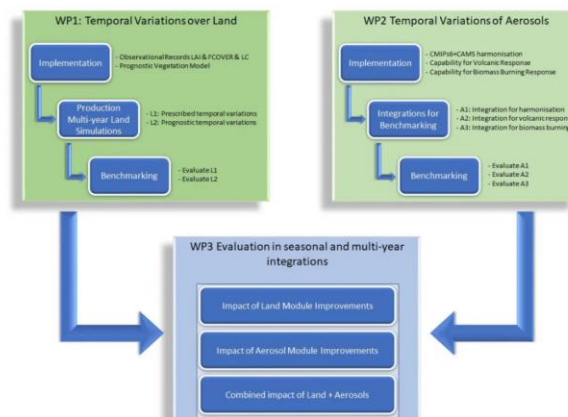 WP1: Temporal Variations over Land
Implementation
- Observational Records LAI & FCOVER & LC
- Prognostic Vegetation Model
Production
Multi-year Land
Simulations
- L1: Prescribed temporal variations
- L2: Prognostic temporal variations
Benchmarking
- Evaluate L1
- Evaluate L2
WP2 Temporal Variations of Aerosols
Implementation
- CMIPs6+CAMS harmonisation
- Capability for Volcanic Response
- Capability for Biomass Burning Response
Integrations for
Benchmarking
- A1: Integration for harmonisation
- A2: Integration for volcanic respon
- A3: Integration for biomass burning
Benchmarking
- Evaluate A1
- Evaluate A2
- Evaluate A3
WP3 Evaluation in seasonal and multi-year
integrations
Impact of Land Module Improvements
Impact of Aerosol Module Improvements
Combined impact of Land + Aerosols